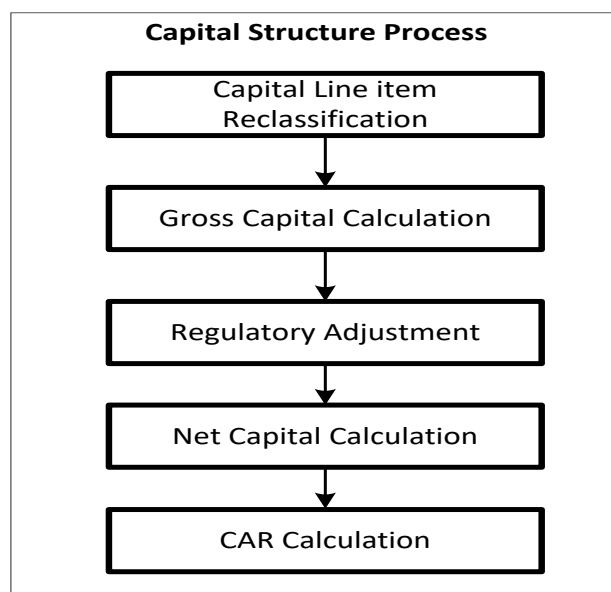 Capital Structure Process
Capital Line item
Reclassification
Gross Capital Calculation
Regulatory Adjustment
Net Capital Calculation
CAR Calculation